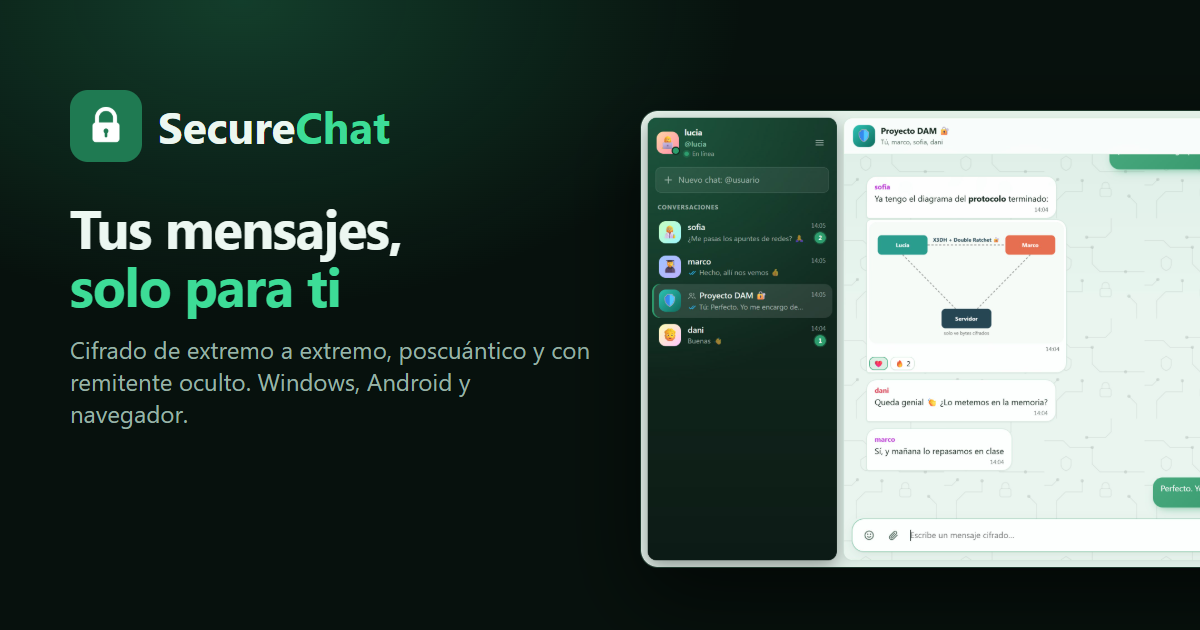 SecureChat
Tus mensajes,
solo para ti
Cifrado de extremo a extremo, poscuántico y con
remitente oculto. Windows, Android y
navegador.
lucia
@lucia
En línea
Nuevo chat: @usuario
CONVERSACIONES
sofia 14:05
¿Me pasas los apuntes de redes? 2
marco 14:05
Hecho, allí nos vemos
Proyecto DAM 14:05
Tú: Perfecto. Yo me encargo de...
dani 14:04
Buenas 1
Proyecto DAM
Tú, marco, sofia, dani
sofia
Ya tengo el diagrama del protocolo terminado:
14:04
X3DH + Double Ratchet
Lucía Marco
Servidor
solo ve bytes cifrados
14:04
2
dani
Queda genial ¿Lo metemos en la memoria?
14:04
marco
Sí, y mañana lo repasamos en clase
14:04
Perfecto. Y
Escribe un mensaje cifrado...